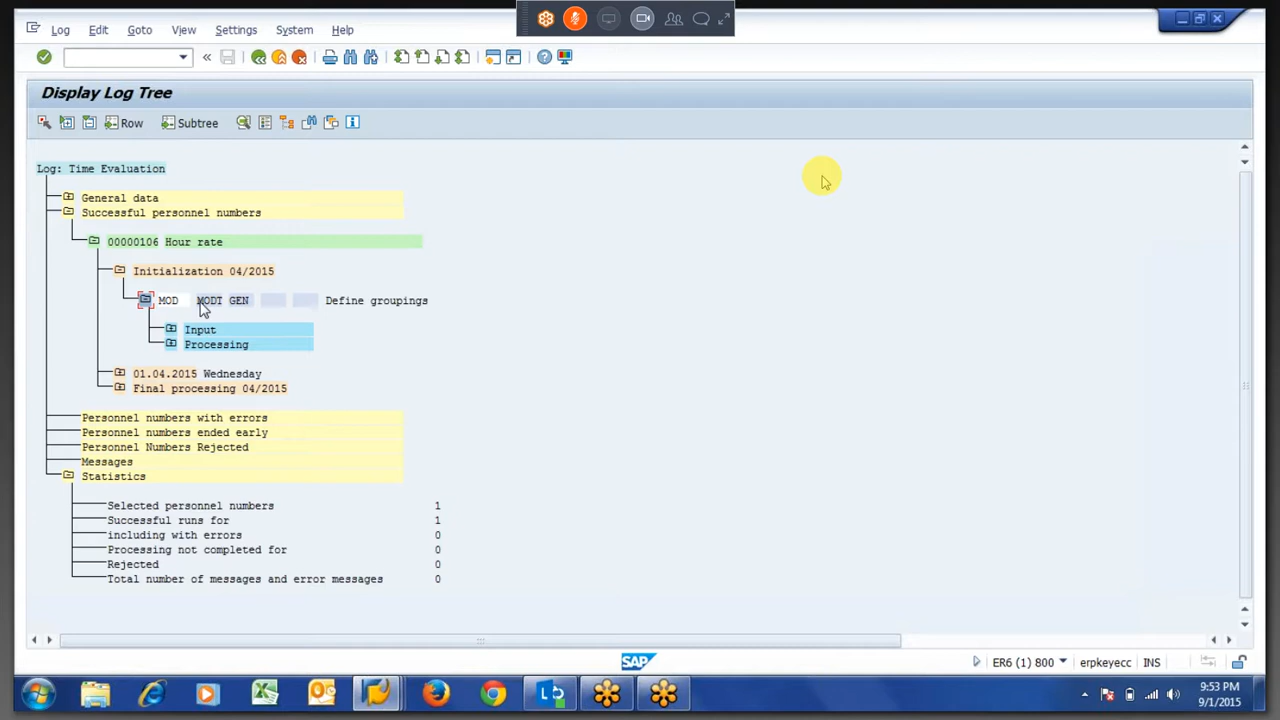 Log Edit Goto View Settings System Help
Display Log Tree
Row Subtree
Log: Time Evaluation
General data
Successful personnel numbers
00000106 Hour rate
Initialization 04/2015
MOD MODT GEN Define groupings
Input
Processing
01.04.2015 Wednesday
Final processing 04/2015
Personnel numbers with errors
Personnel numbers ended early
Personnel Numbers Rejected
Messages
Statistics
Selected personnel numbers 1
Successful runs for 1
including with errors 0
Processing not completed for 0
Rejected 0
Total number of messages and error messages 0
SAP
ER6 (1) 800 erpkeyecc INS
9:53 PM
9/1/2015